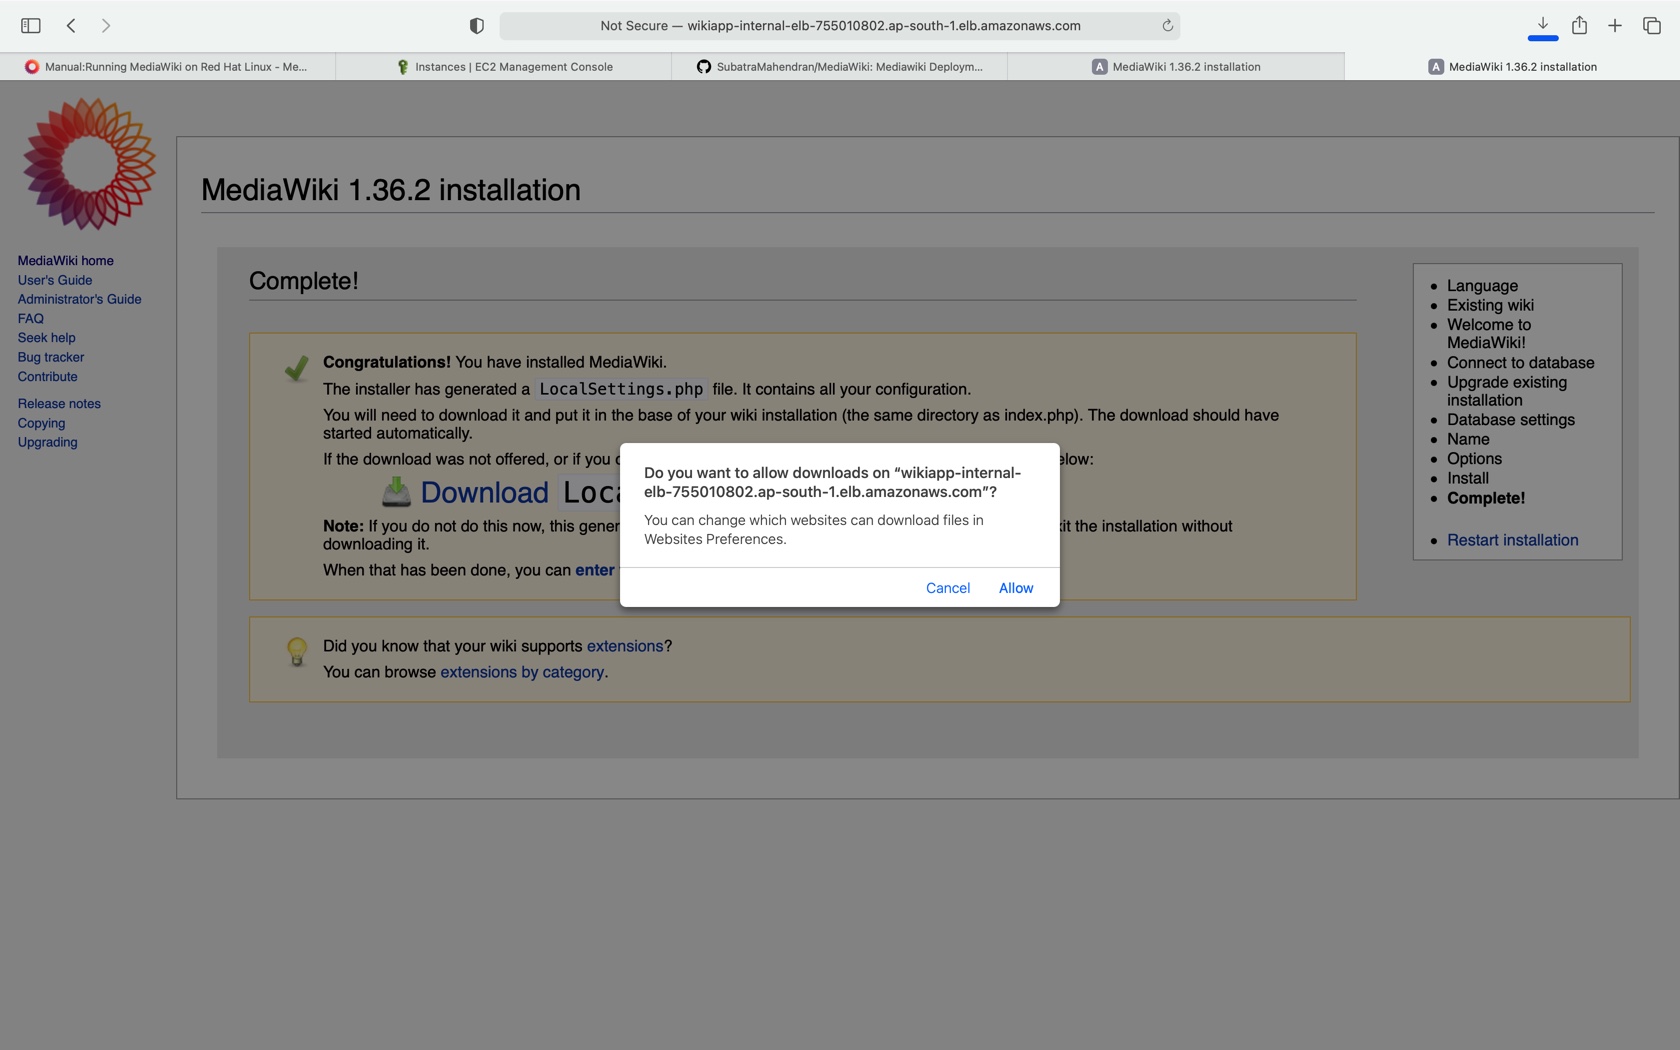 Not Secure — wikiapp-internal-elb-755010802.ap-south-1.elb.amazonaws.com
Manual:Running MediaWiki on Red Hat Linux - Me...
Instances | EC2 Management Console
SubatraMahendran/MediaWiki: Mediawiki Deploym...
A MediaWiki 1.36.2 installation
A MediaWiki 1.36.2 installation
MediaWiki home
User's Guide
Administrator's Guide
FAQ
Seek help
Bug tracker
Contribute
Release notes
Copying
Upgrading
MediaWiki 1.36.2 installation
Complete!
Congratulations! You have installed MediaWiki.
The installer has generated a LocalSettings.php file. It contains all your configuration.
You will need to download it and put it in the base of your wiki installation (the same directory as index.php). The download should have
started automatically.
If the download was not offered, or if you
elow:
Download Loc
Note: If you do not do this now, this gener
it the installation without
downloading it.
When that has been done, you can enter
Do you want to allow downloads on “wikiapp-internal-
elb-755010802.ap-south-1.elb.amazonaws.com”?
You can change which websites can download files in
Websites Preferences.
Cancel
Allow
Did you know that your wiki supports extensions?
You can browse extensions by category.
Language
Existing wiki
Welcome to
MediaWiki!
Connect to database
Upgrade existing
installation
Database settings
Name
Options
Install
Complete!
Restart installation